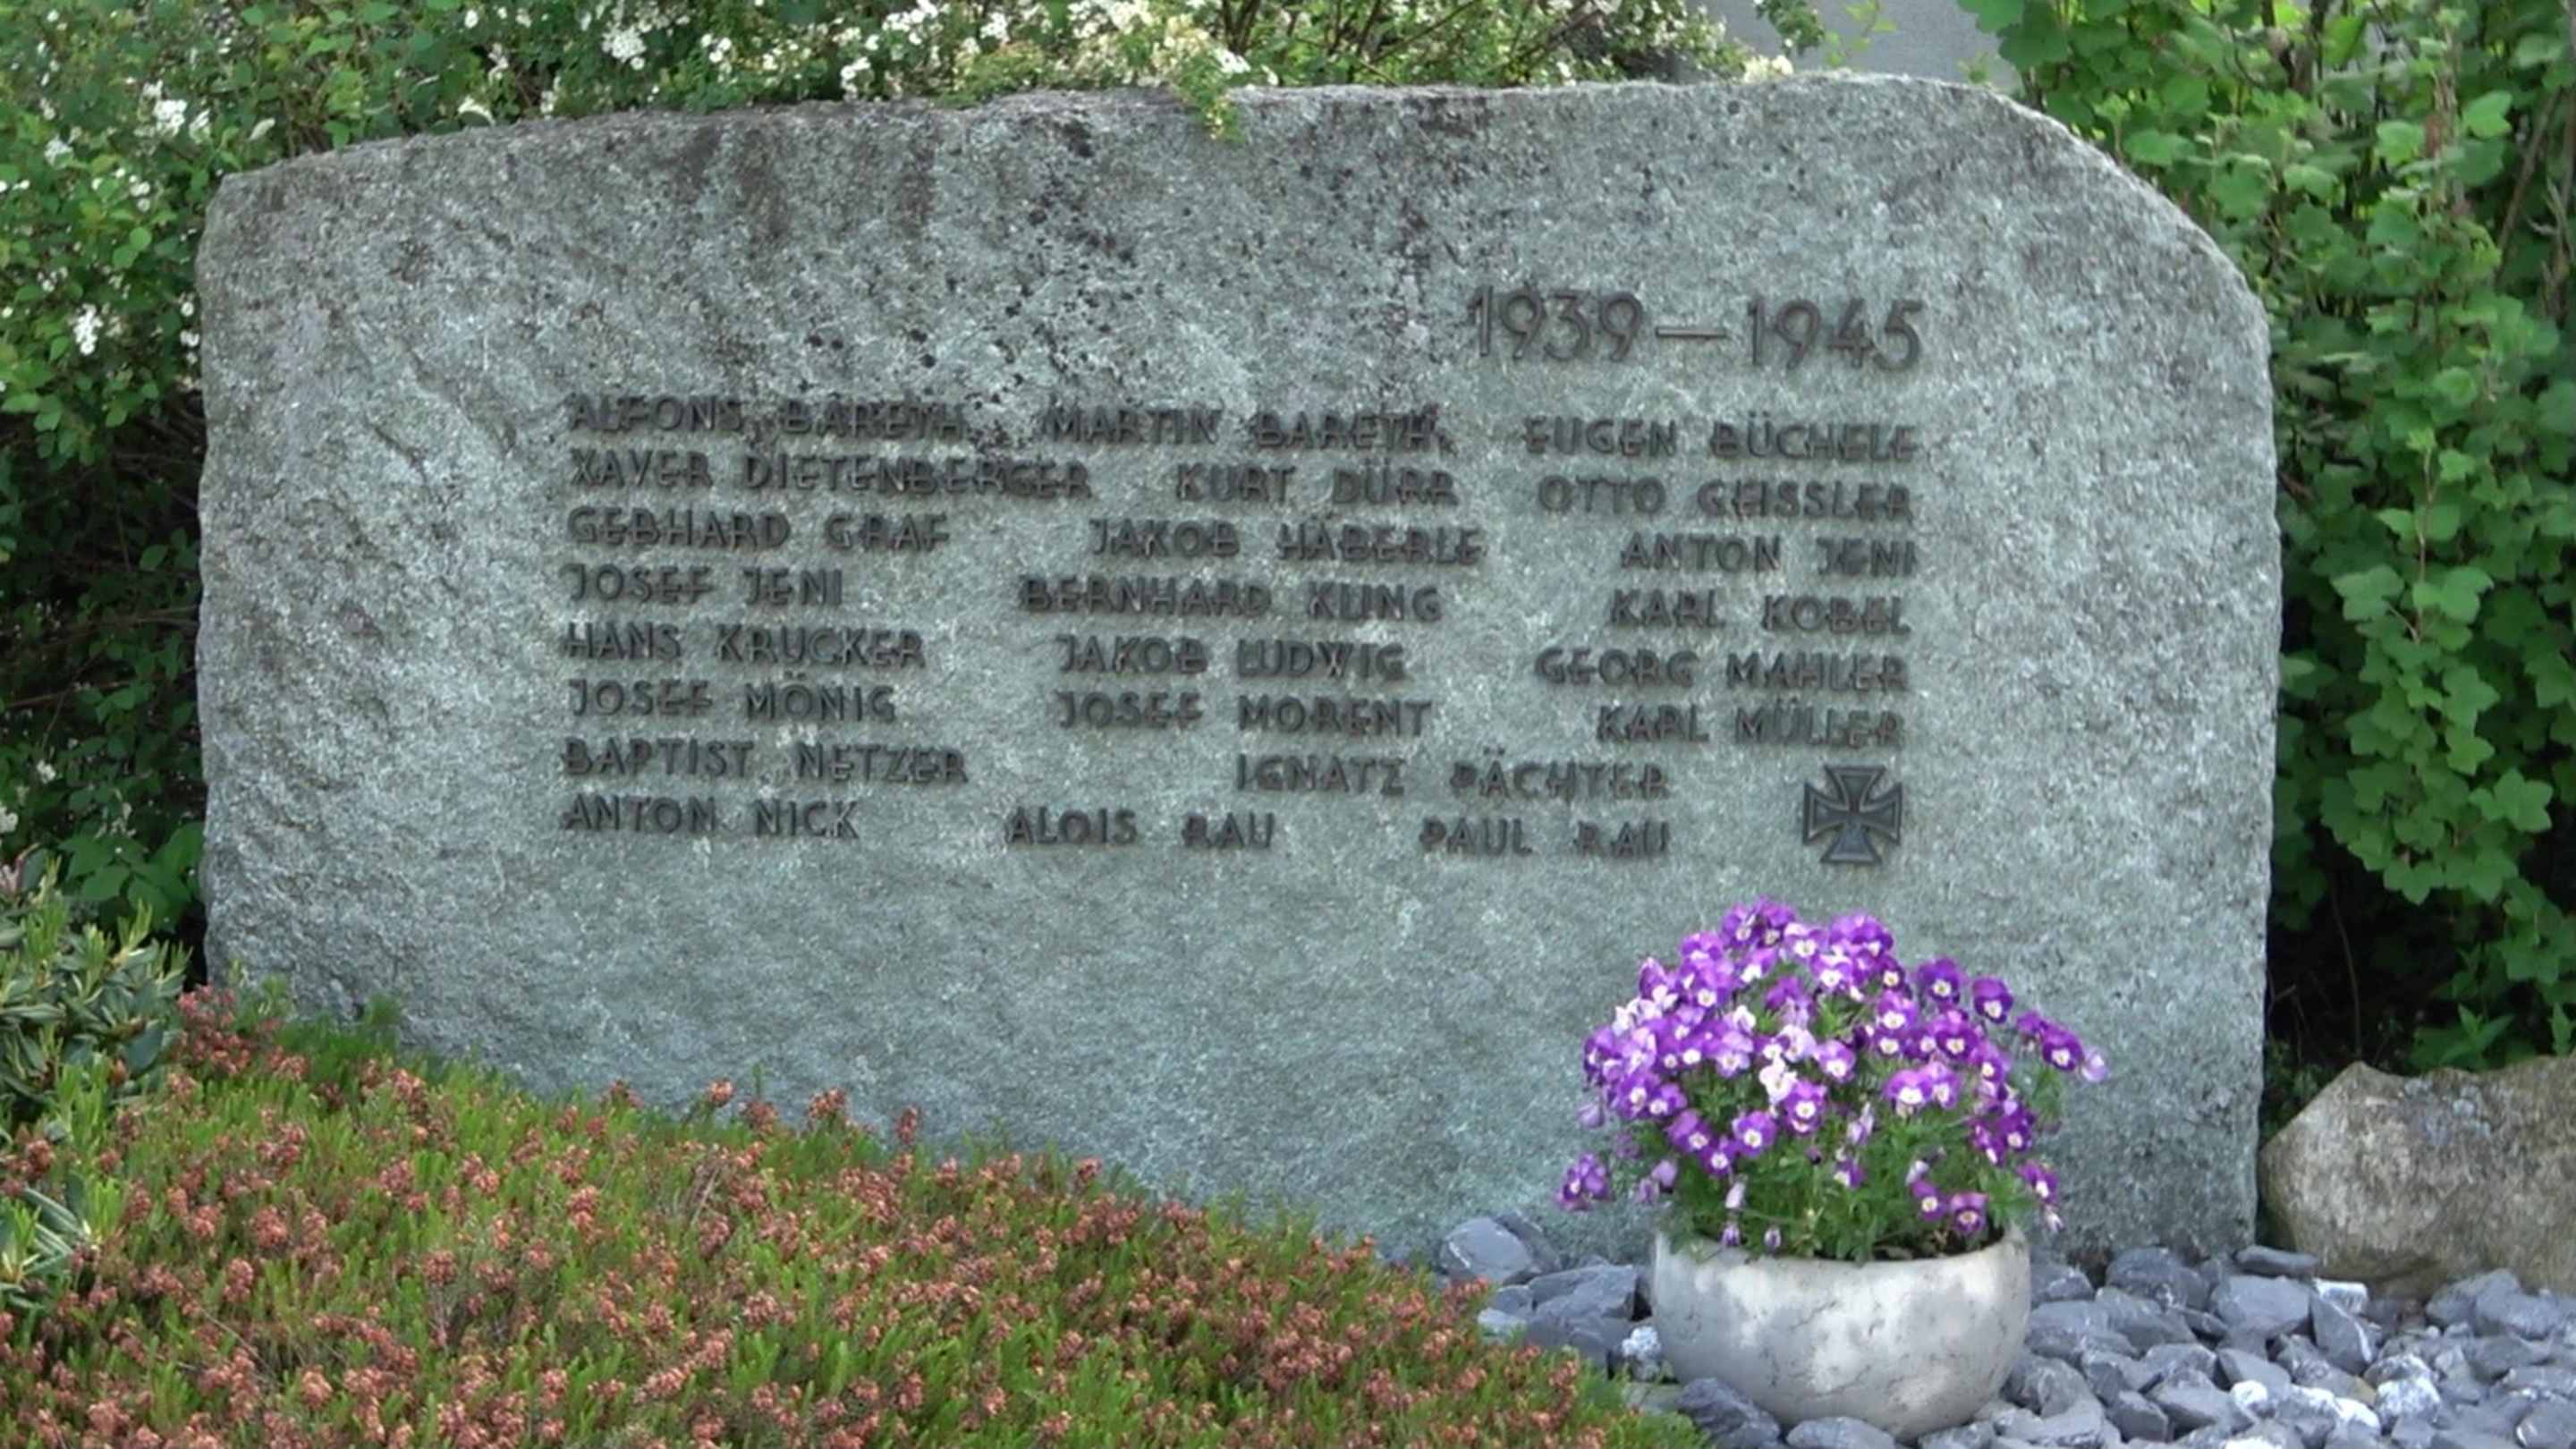 1939 — 1945
ALFONS BARETH MARTIN BARETH EUGEN BÜCHELE
XAVER DIETENBERGER KURT DÜRR OTTO GEISSLER
GEBHARD GRAF JAKOB HÄBERLE ANTON JENI
JOSEF JENI BERNHARD KLING KARL KOBEL
HANS KRUCKER JAKOB LUDWIG GEORG MAHLER
JOSEF MÖNIG JOSEF MORENT KARL MÜLLER
BAPTIST NETZER IGNATZ PÄCHTER
ANTON NICK ALOIS RAU PAUL RAU